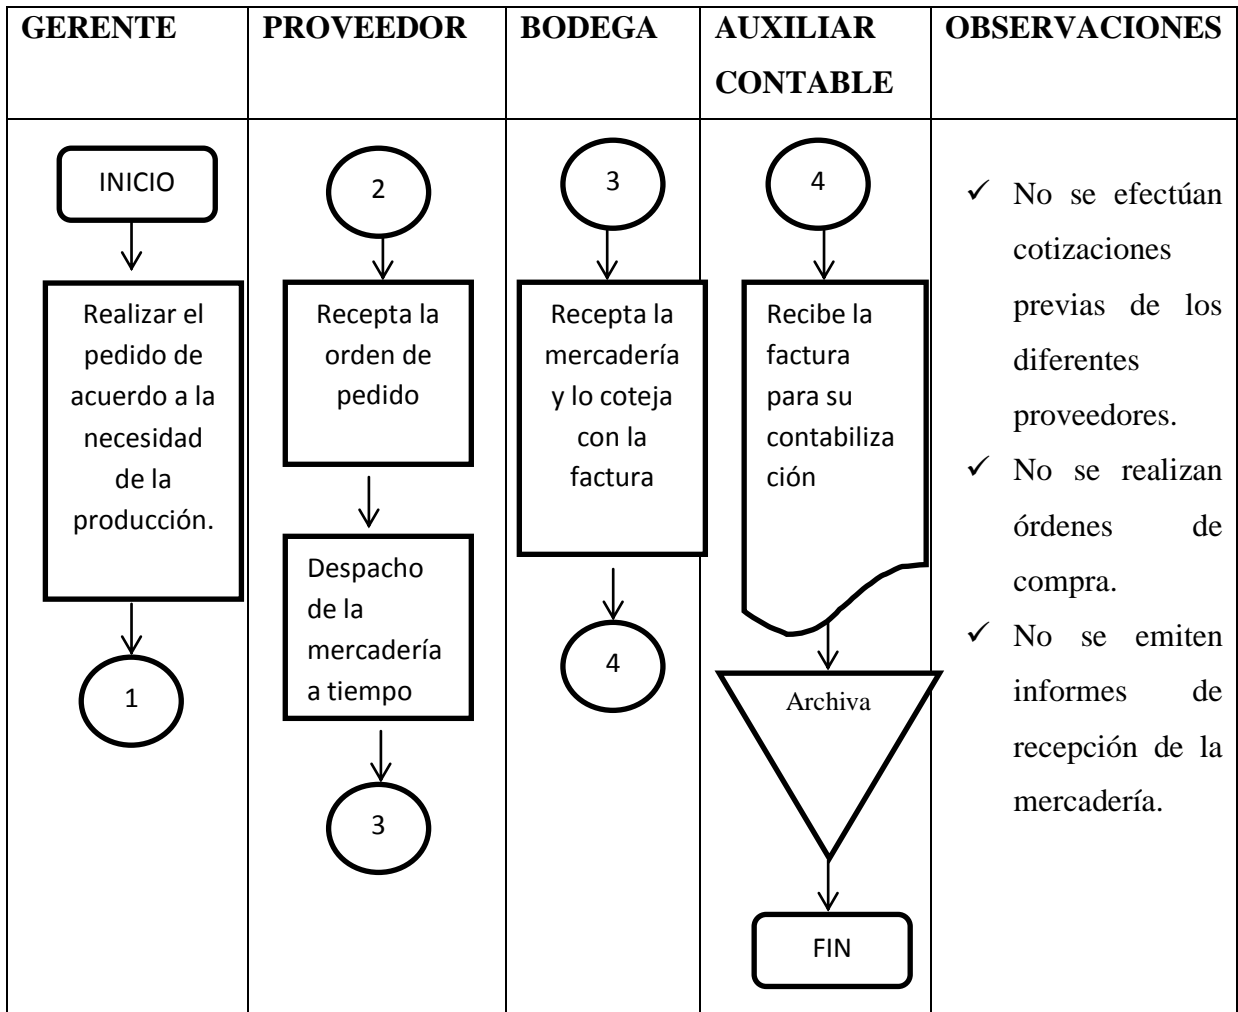 GERENTE
PROVEEDOR
BODEGA
AUXILIAR
CONTABLE
OBSERVACIONES
INICIO
Realizar el
pedido de
acuerdo a la
necesidad
de la
producción.
1
2
Recepta la
orden de
pedido
Despacho
de la
mercadería
a tiempo
3
3
Recepta la
mercadería
y lo coteja
con la
factura
4
4
Recibe la
factura
para su
contabiliza
ción
Archiva
FIN
✓ No se efectúan
cotizaciones
previas de los
diferentes
proveedores.
✓ No se realizan
órdenes de
compra.
✓ No se emiten
informes de
recepción de la
mercadería.